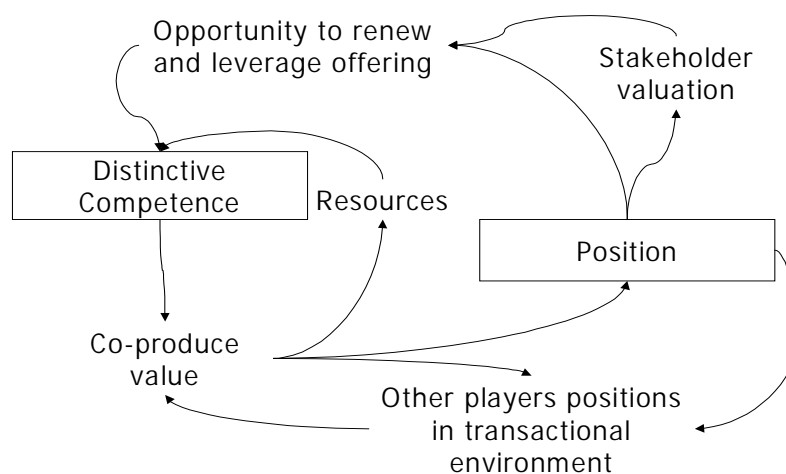 Opportunity to renew
and leverage offering
Stakeholder
valuation
Distinctive
Competence
Resources
Position
Co-produce
value
Other players positions
in transactional
environment